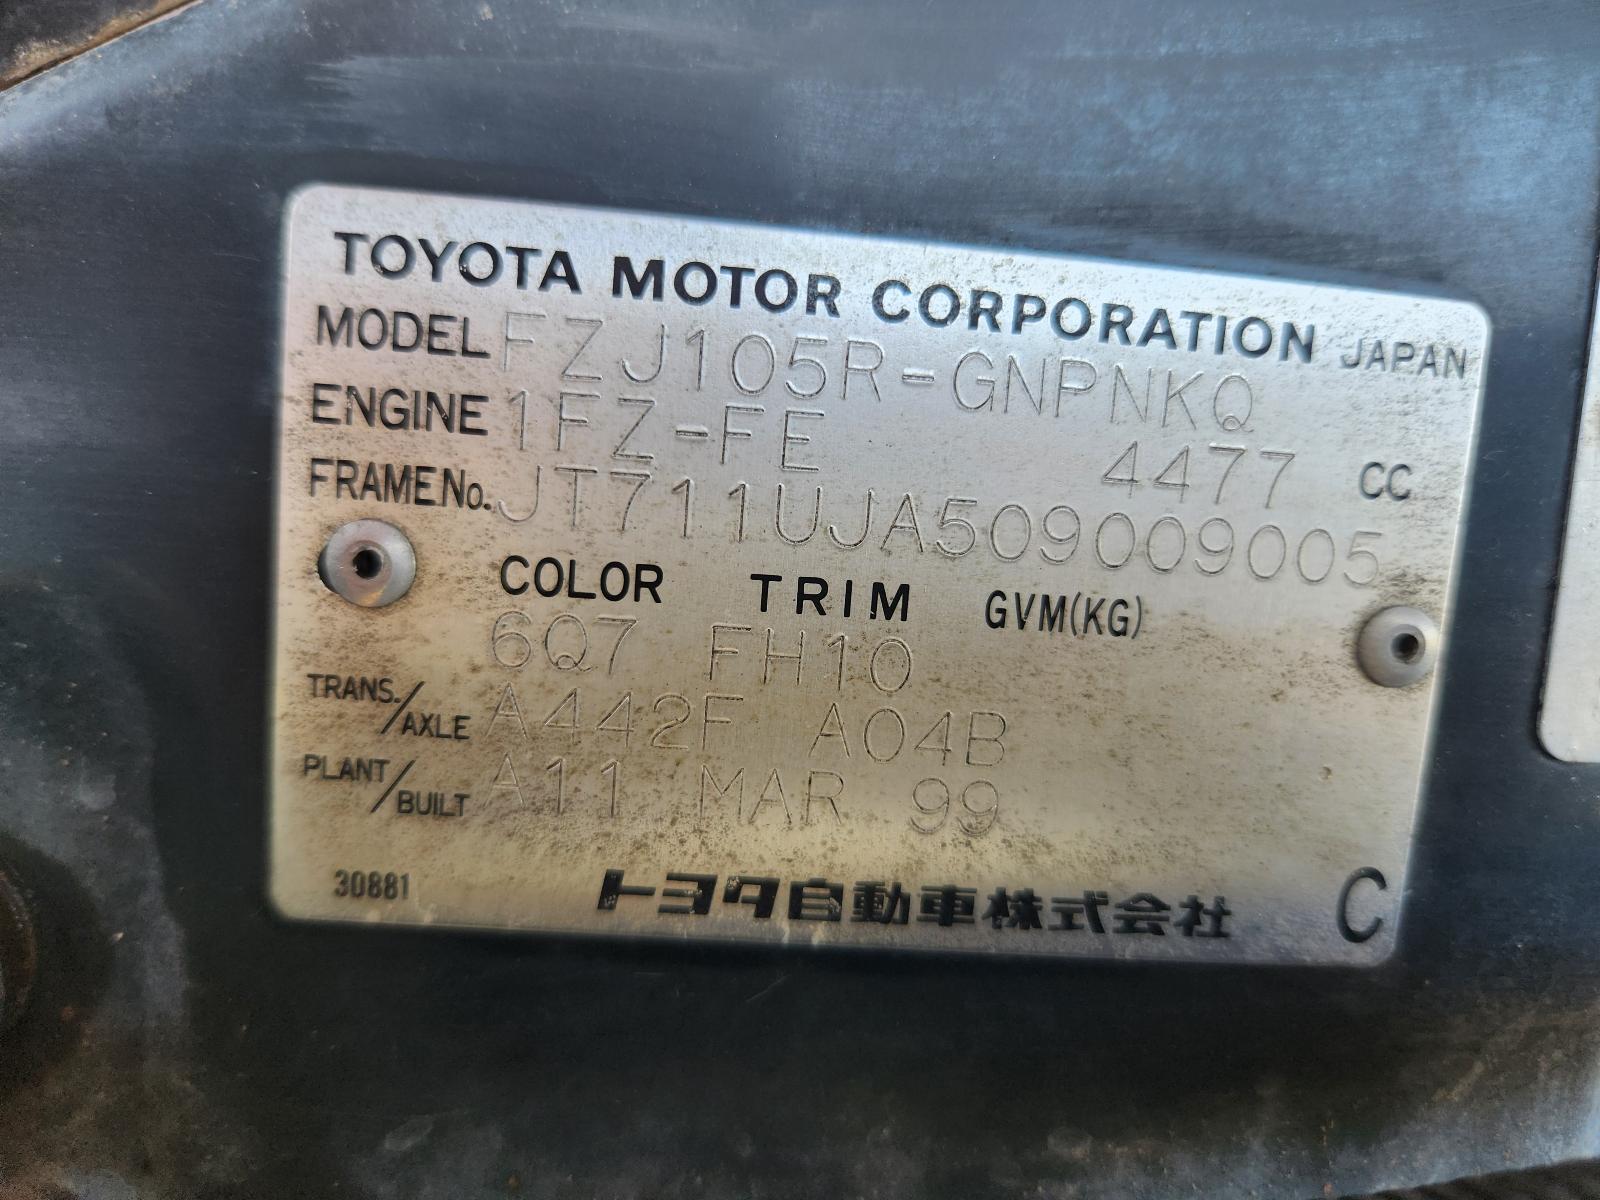 TOYOTA MOTOR CORPORATION JAPAN
MODEL FZJ105R-GNPNKQ
ENGINE 1FZ-FE 4477 CC
FRAME No. JT711UJA509009005
COLOR TRIM GVM(KG)
6Q7 FH10
TRANS./AXLE A442F A04B
PLANT/BUILT A11 MAR 99
30881 トヨタ自動車株式会社 C